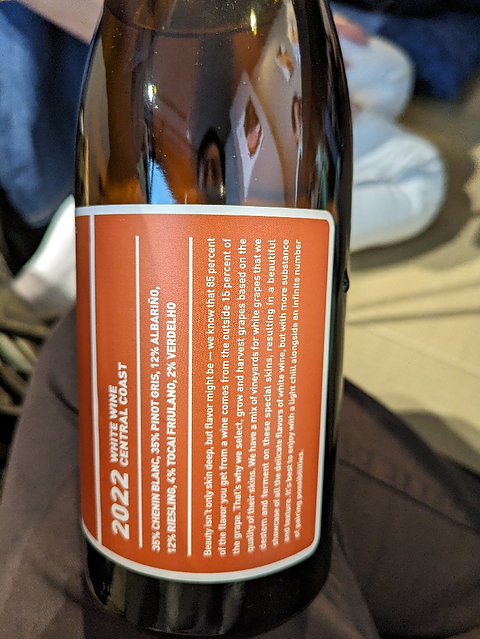 2022 WHITE WINE
CENTRAL COAST
35% CHENIN BLANC, 35% PINOT GRIS, 12% ALBARIÑO,
12% RIESLING, 4% TOCAI FRIULANO, 2% VERDELHO
Beauty isn't only skin deep, but flavor might be — we know that 85 percent
of the flavor you get from a wine comes from the outside 15 percent of
the grape. That's why we select, grow and harvest grapes based on the
quality of their skins. We have a mix of vineyards for white grapes that we
destem and ferment on these special skins, resulting in a beautiful
showcase of all the delicate flavors of white wine, but with more substance
and texture. It's best to enjoy with a light chill alongside an infinite number
of pairing possibilities.